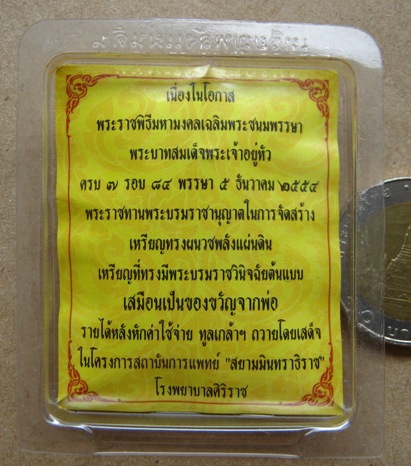 เนื่องในโอกาส
พระราชพิธีมหามงคลเฉลิมพระชนมพรรษา
พระบาทสมเด็จพระเจ้าอยู่หัว
ครบ ๗ รอบ ๘๔ พรรษา ๕ ธันวาคม ๒๕๕๔
พระราชทานพระบรมราชานุญาตในการจัดสร้าง
เหรียญทรงผนวชพลังแผ่นดิน
เหรียญที่ทรงมีพระบรมราชวินิจฉัยต้นแบบ
เสมือนเป็นของขวัญจากพ่อ
รายได้หลังหักค่าใช้จ่าย ทูลเกล้าฯ ถวายโดยเสด็จ
ในโครงการสถาบันการแพทย์ "สยามมินทราธิราช"
โรงพยาบาลศิริราช